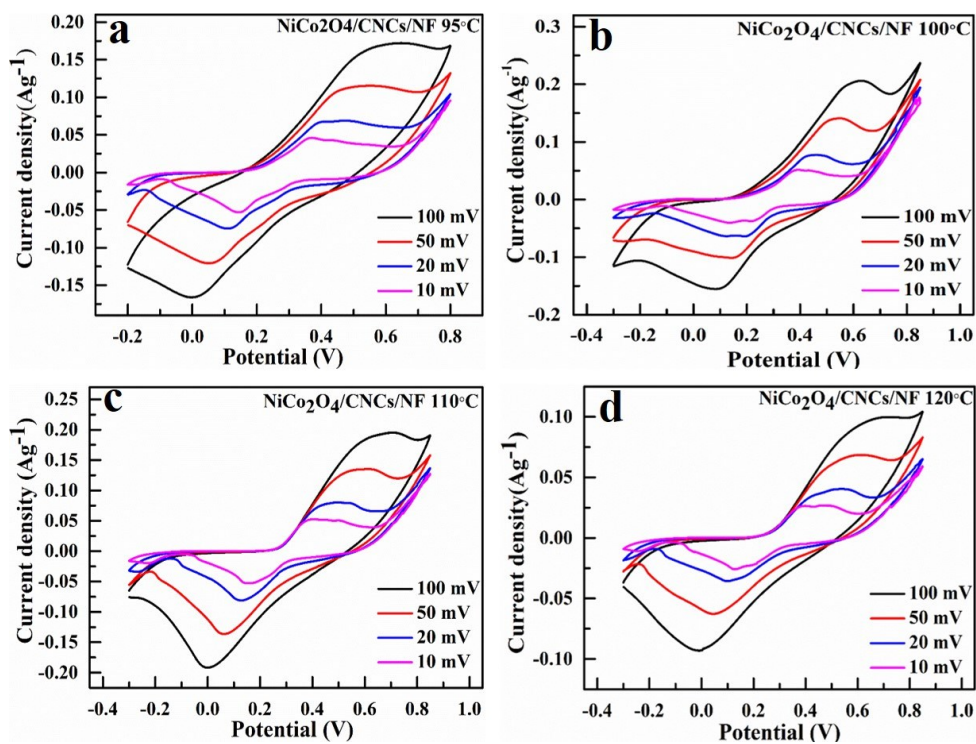 a
NiCo2O4/CNCs/NF 95°C
Current density(Ag⁻¹)
0.20
0.15
0.10
0.05
0.00
-0.05
-0.10
-0.15
100 mV
50 mV
20 mV
10 mV
-0.2 0.0 0.2 0.4 0.6 0.8
Potential (V)
b
NiCo₂O₄/CNCs/NF 100°C
Current density(Ag⁻¹)
0.3
0.2
0.1
0.0
-0.1
-0.2
100 mV
50 mV
20 mV
10 mV
-0.4 -0.2 0.0 0.2 0.4 0.6 0.8 1.0
Potential (V)
c
NiCo₂O₄/CNCs/NF 110°C
Current density (Ag⁻¹)
0.25
0.20
0.15
0.10
0.05
0.00
-0.05
-0.10
-0.15
-0.20
100 mV
50 mV
20 mV
10 mV
-0.4 -0.2 0.0 0.2 0.4 0.6 0.8 1.0
Potential (V)
d
NiCo₂O₄/CNCs/NF 120°C
Current density(Ag⁻¹)
0.10
0.05
0.00
-0.05
-0.10
100 mV
50 mV
20 mV
10 mV
-0.4 -0.2 0.0 0.2 0.4 0.6 0.8 1.0
Potential (V)